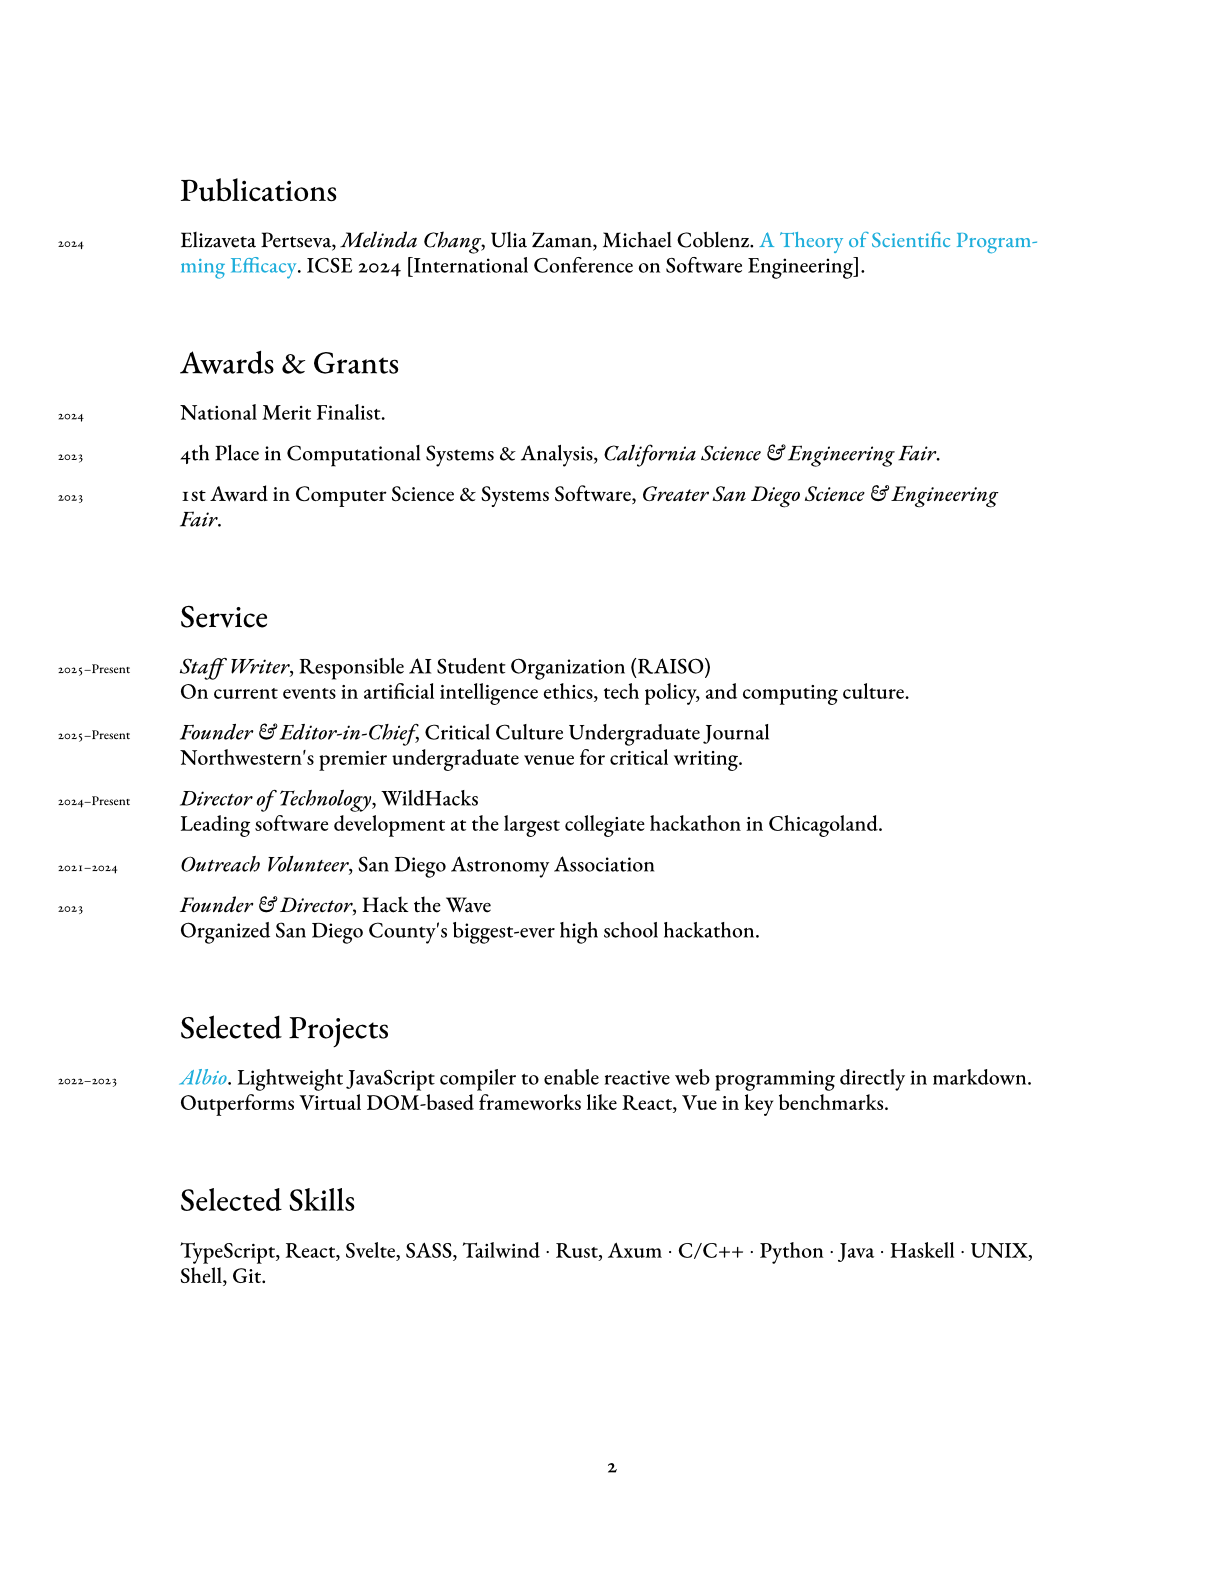 Publications
2024 Elizaveta Pertseva, Melinda Chang, Ulia Zaman, Michael Coblenz. A Theory of Scientific Program-
ming Efficacy. ICSE 2024 [International Conference on Software Engineering].
Awards & Grants
2024 National Merit Finalist.
2023 4th Place in Computational Systems & Analysis, California Science & Engineering Fair.
2023 1st Award in Computer Science & Systems Software, Greater San Diego Science & Engineering
Fair.
Service
2025–Present Staff Writer, Responsible AI Student Organization (RAISO)
On current events in artificial intelligence ethics, tech policy, and computing culture.
2025–Present Founder & Editor-in-Chief, Critical Culture Undergraduate Journal
Northwestern's premier undergraduate venue for critical writing.
2024–Present Director of Technology, WildHacks
Leading software development at the largest collegiate hackathon in Chicagoland.
2021–2024 Outreach Volunteer, San Diego Astronomy Association
2023 Founder & Director, Hack the Wave
Organized San Diego County's biggest-ever high school hackathon.
Selected Projects
2022–2023 Albio. Lightweight JavaScript compiler to enable reactive web programming directly in markdown.
Outperforms Virtual DOM-based frameworks like React, Vue in key benchmarks.
Selected Skills
TypeScript, React, Svelte, SASS, Tailwind · Rust, Axum · C/C++ · Python · Java · Haskell · UNIX,
Shell, Git.
2